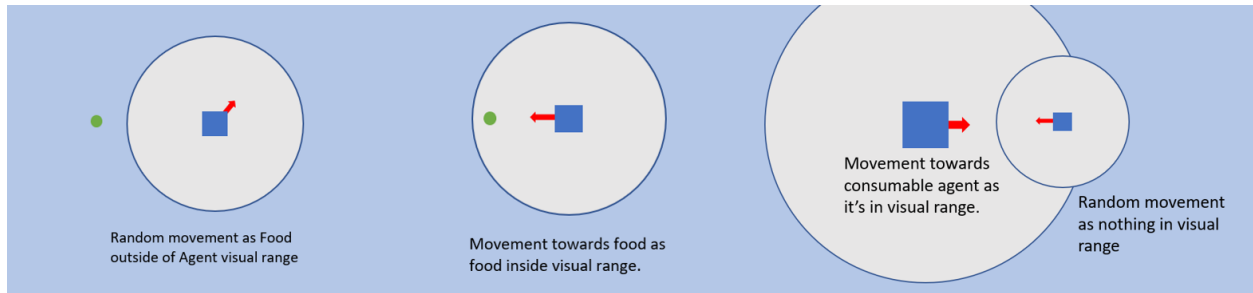 Random movement as Food
outside of Agent visual range
Movement towards food as
food inside visual range.
Movement towards
consumable agent as
it's in visual range.
Random movement
as nothing in visual
range